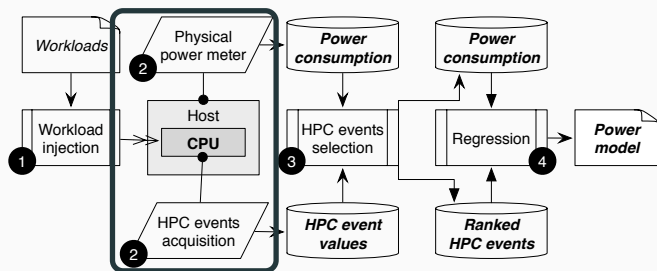 Workloads
Workload
injection
1
2
Physical
power meter
Host
CPU
HPC events
acquisition
2
Power
consumption
HPC events
selection
3
HPC event
values
Power
consumption
Regression
4
Ranked
HPC events
Power
model